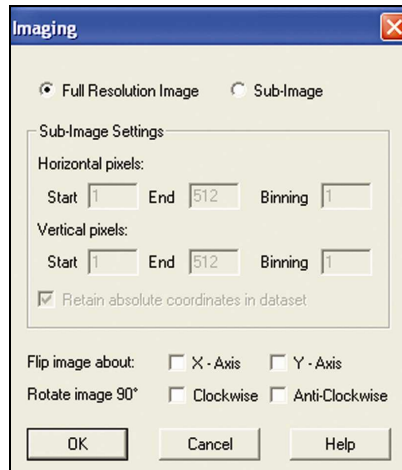 Imaging
Full Resolution Image Sub-Image
Sub-Image Settings
Horizontal pixels:
Start 1 End 512 Binning 1
Vertical pixels:
Start 1 End 512 Binning 1
Retain absolute coordinates in dataset
Flip image about: X - Axis Y - Axis
Rotate image 90° Clockwise Anti-Clockwise
OK Cancel Help